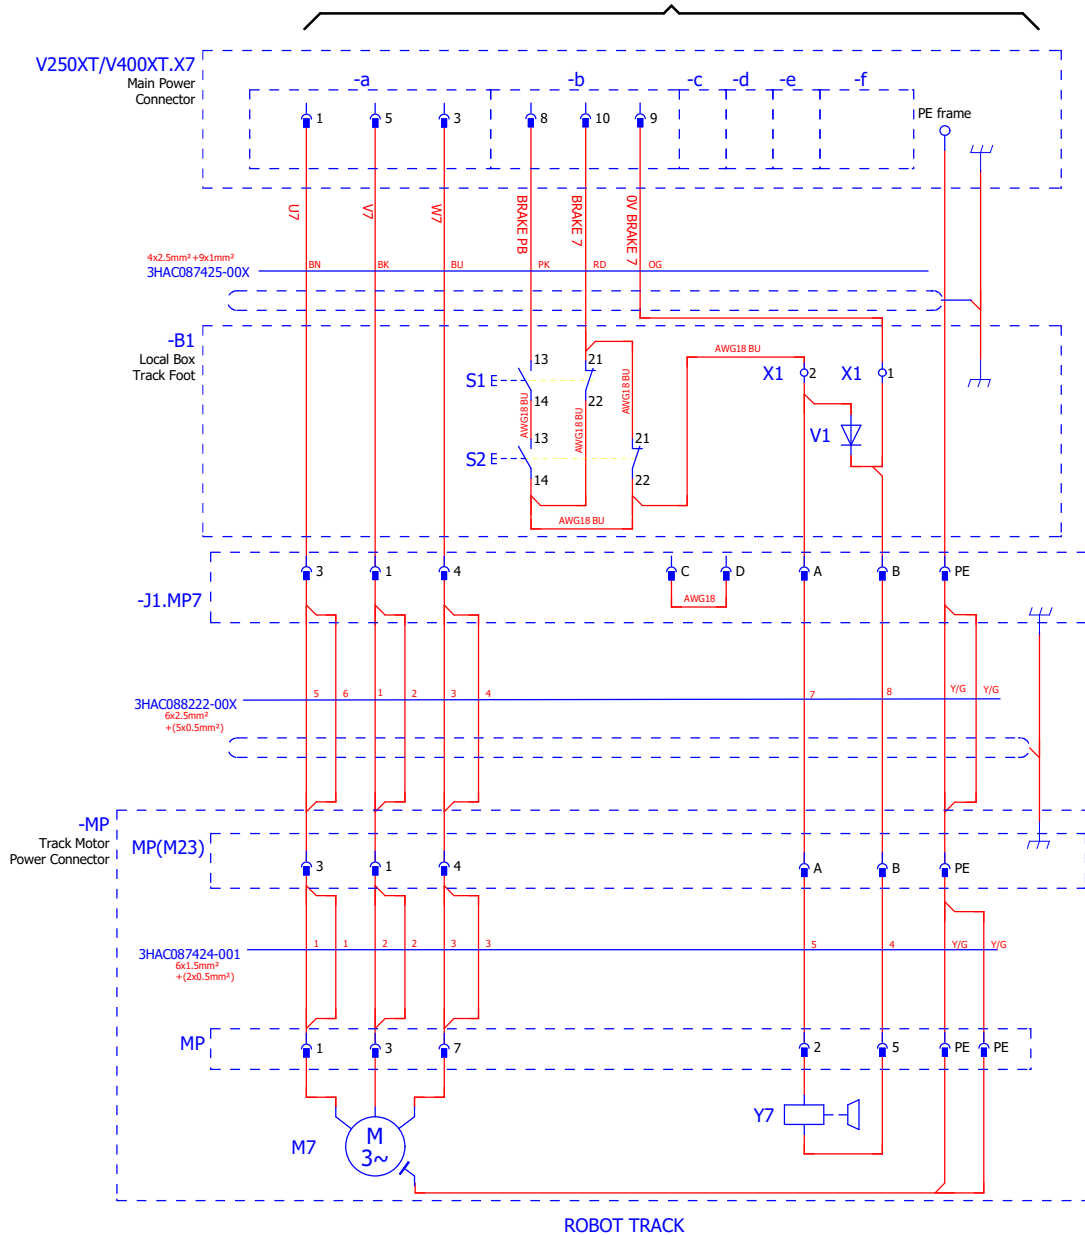 V250XT/V400XT.X7
Main Power
Connector
-a
-b
-c
-d
-e
-f
1
5
3
8
10
9
PE frame
U7
V7
W7
BRAKE PB
BRAKE 7
0V BRAKE 7
4x2.5mm²+9x1mm²
3HAC087425-00X
BN
BK
BU
PK
RD
OG
-B1
Local Box
Track Foot
AWG18 BU
13
21
S1
X1
2
X1
1
14
22
AWG18 BU
AWG18 BU
AWG18 BU
V1
13
21
S2
14
22
AWG18 BU
3
1
4
C
D
A
B
PE
-J1.MP7
AWG18
3HAC088222-00X
6x2.5mm²
+(5x0.5mm²)
5
6
1
2
3
4
7
8
Y/G
Y/G
-MP
Track Motor
Power Connector
MP(M23)
3
1
4
A
B
PE
3HAC087424-001
6x1.5mm²
+(2x0.5mm²)
1
1
2
2
3
3
5
4
Y/G
Y/G
MP
1
3
7
2
5
PE
PE
M7
M
3~
Y7
ROBOT TRACK